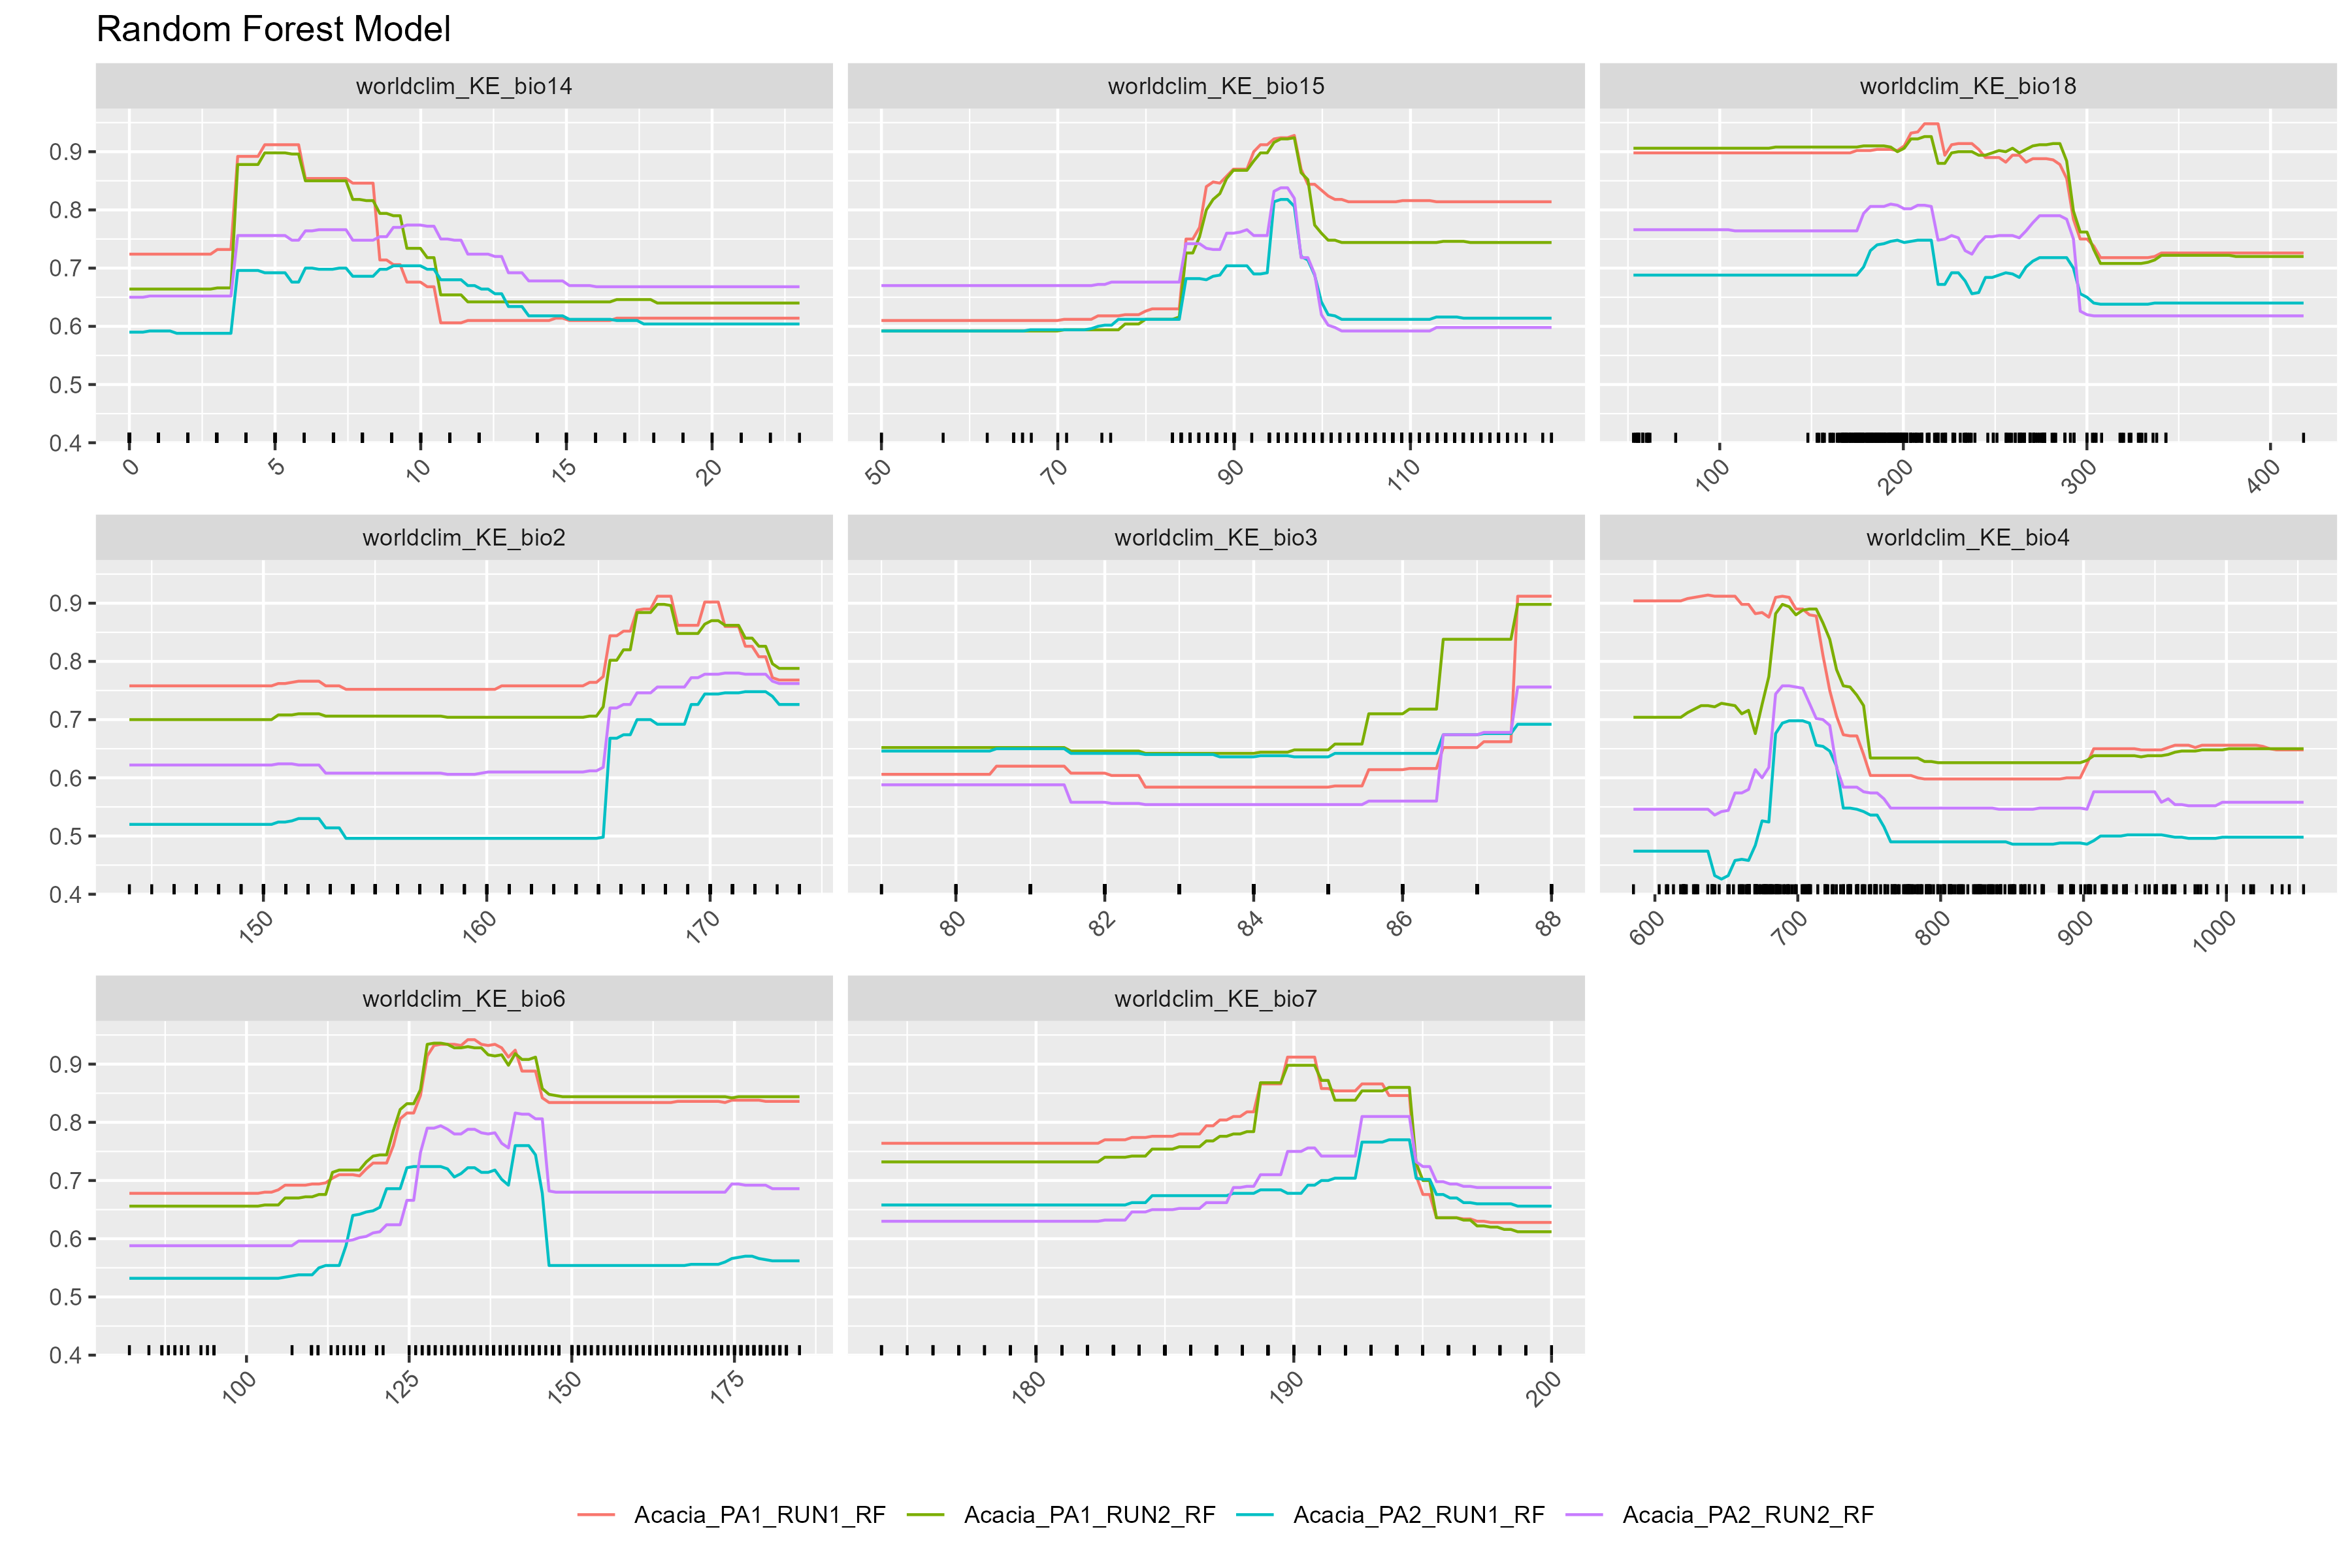 Random Forest Model
worldclim_KE_bio14 worldclim_KE_bio15 worldclim_KE_bio18
0.9
0.8
0.7
0.6
0.5
0.4
0 5 10 15 20 50 70 90 110 100 200 300 400
worldclim_KE_bio2 worldclim_KE_bio3 worldclim_KE_bio4
0.9
0.8
0.7
0.6
0.5
0.4
150 160 170 80 82 84 86 88 600 700 800 900 1000
worldclim_KE_bio6 worldclim_KE_bio7
0.9
0.8
0.7
0.6
0.5
0.4
100 125 150 175 180 190 200
Acacia_PA1_RUN1_RF Acacia_PA1_RUN2_RF Acacia_PA2_RUN1_RF Acacia_PA2_RUN2_RF